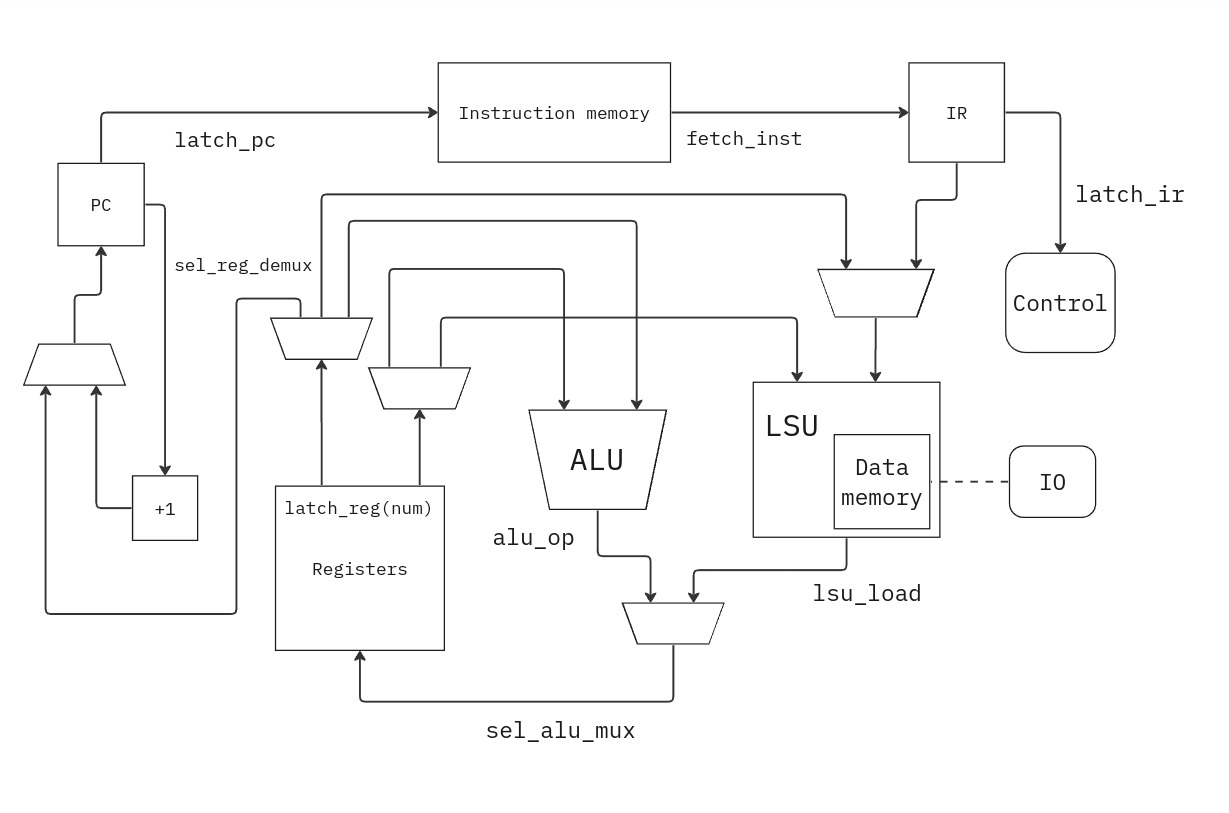 Instruction memory
IR
latch_pc
fetch_inst
latch_ir
PC
sel_reg_demux
Control
LSU
ALU
Data
memory
IO
+1
latch_reg(num)
Registers
alu_op
lsu_load
sel_alu_mux